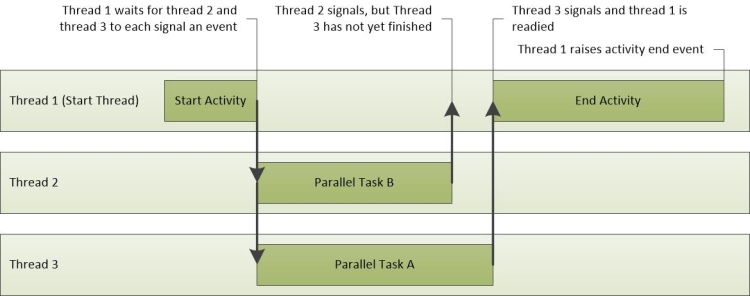 Thread 1 waits for thread 2 and
thread 3 to each signal an event
Thread 2 signals, but Thread
3 has not yet finished
Thread 3 signals and thread 1 is
readied
Thread 1 raises activity end event
Thread 1 (Start Thread)
Start Activity
End Activity
Thread 2
Parallel Task B
Thread 3
Parallel Task A